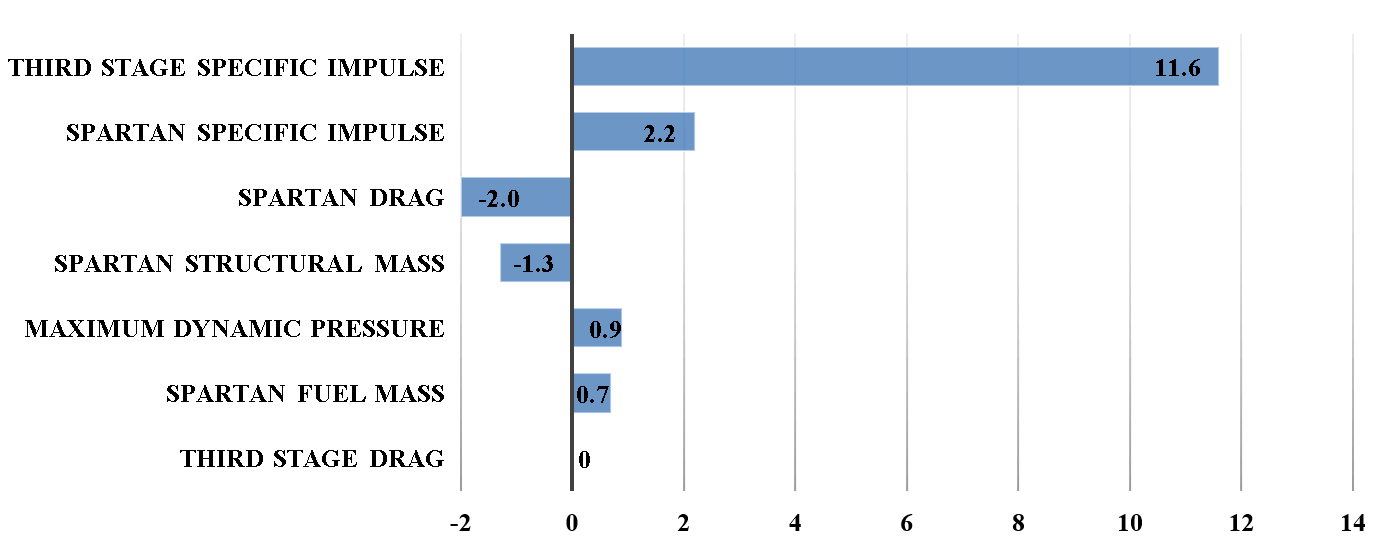 THIRD STAGE SPECIFIC IMPULSE 11.6
SPARTAN SPECIFIC IMPULSE 2.2
SPARTAN DRAG -2.0
SPARTAN STRUCTURAL MASS -1.3
MAXIMUM DYNAMIC PRESSURE 0.9
SPARTAN FUEL MASS 0.7
THIRD STAGE DRAG 0
-2 0 2 4 6 8 10 12 14